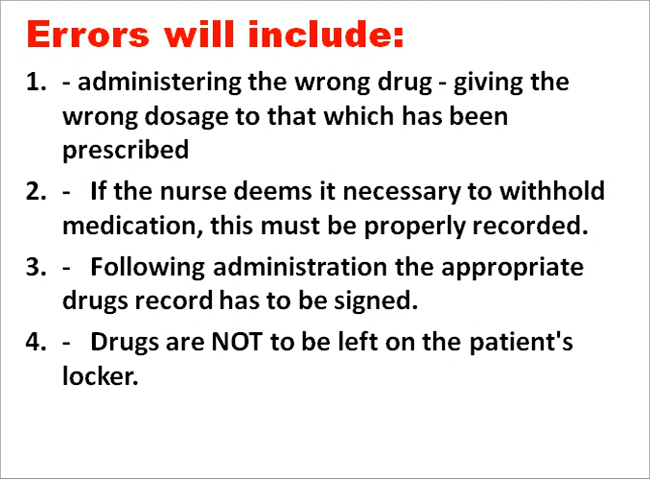 Errors will include:
1. - administering the wrong drug - giving the
wrong dosage to that which has been
prescribed
2. - If the nurse deems it necessary to withhold
medication, this must be properly recorded.
3. - Following administration the appropriate
drugs record has to be signed.
4. - Drugs are NOT to be left on the patient's
locker.